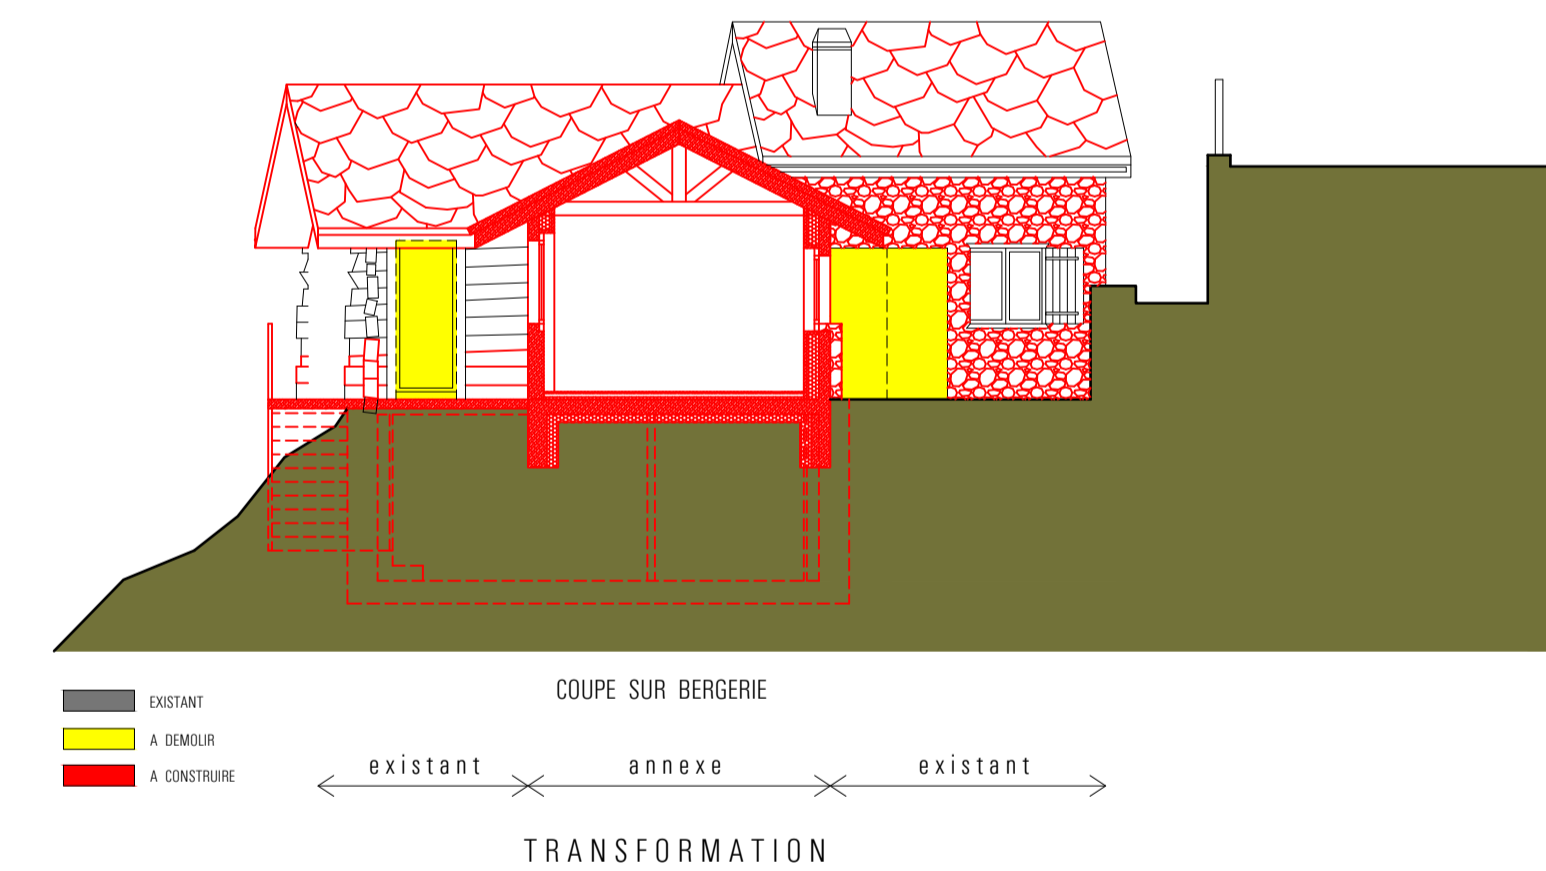 COUPE SUR BERGERIE
EXISTANT
A DEMOLIR
A CONSTRUIRE
existant annexe existant
TRANSFORMATION